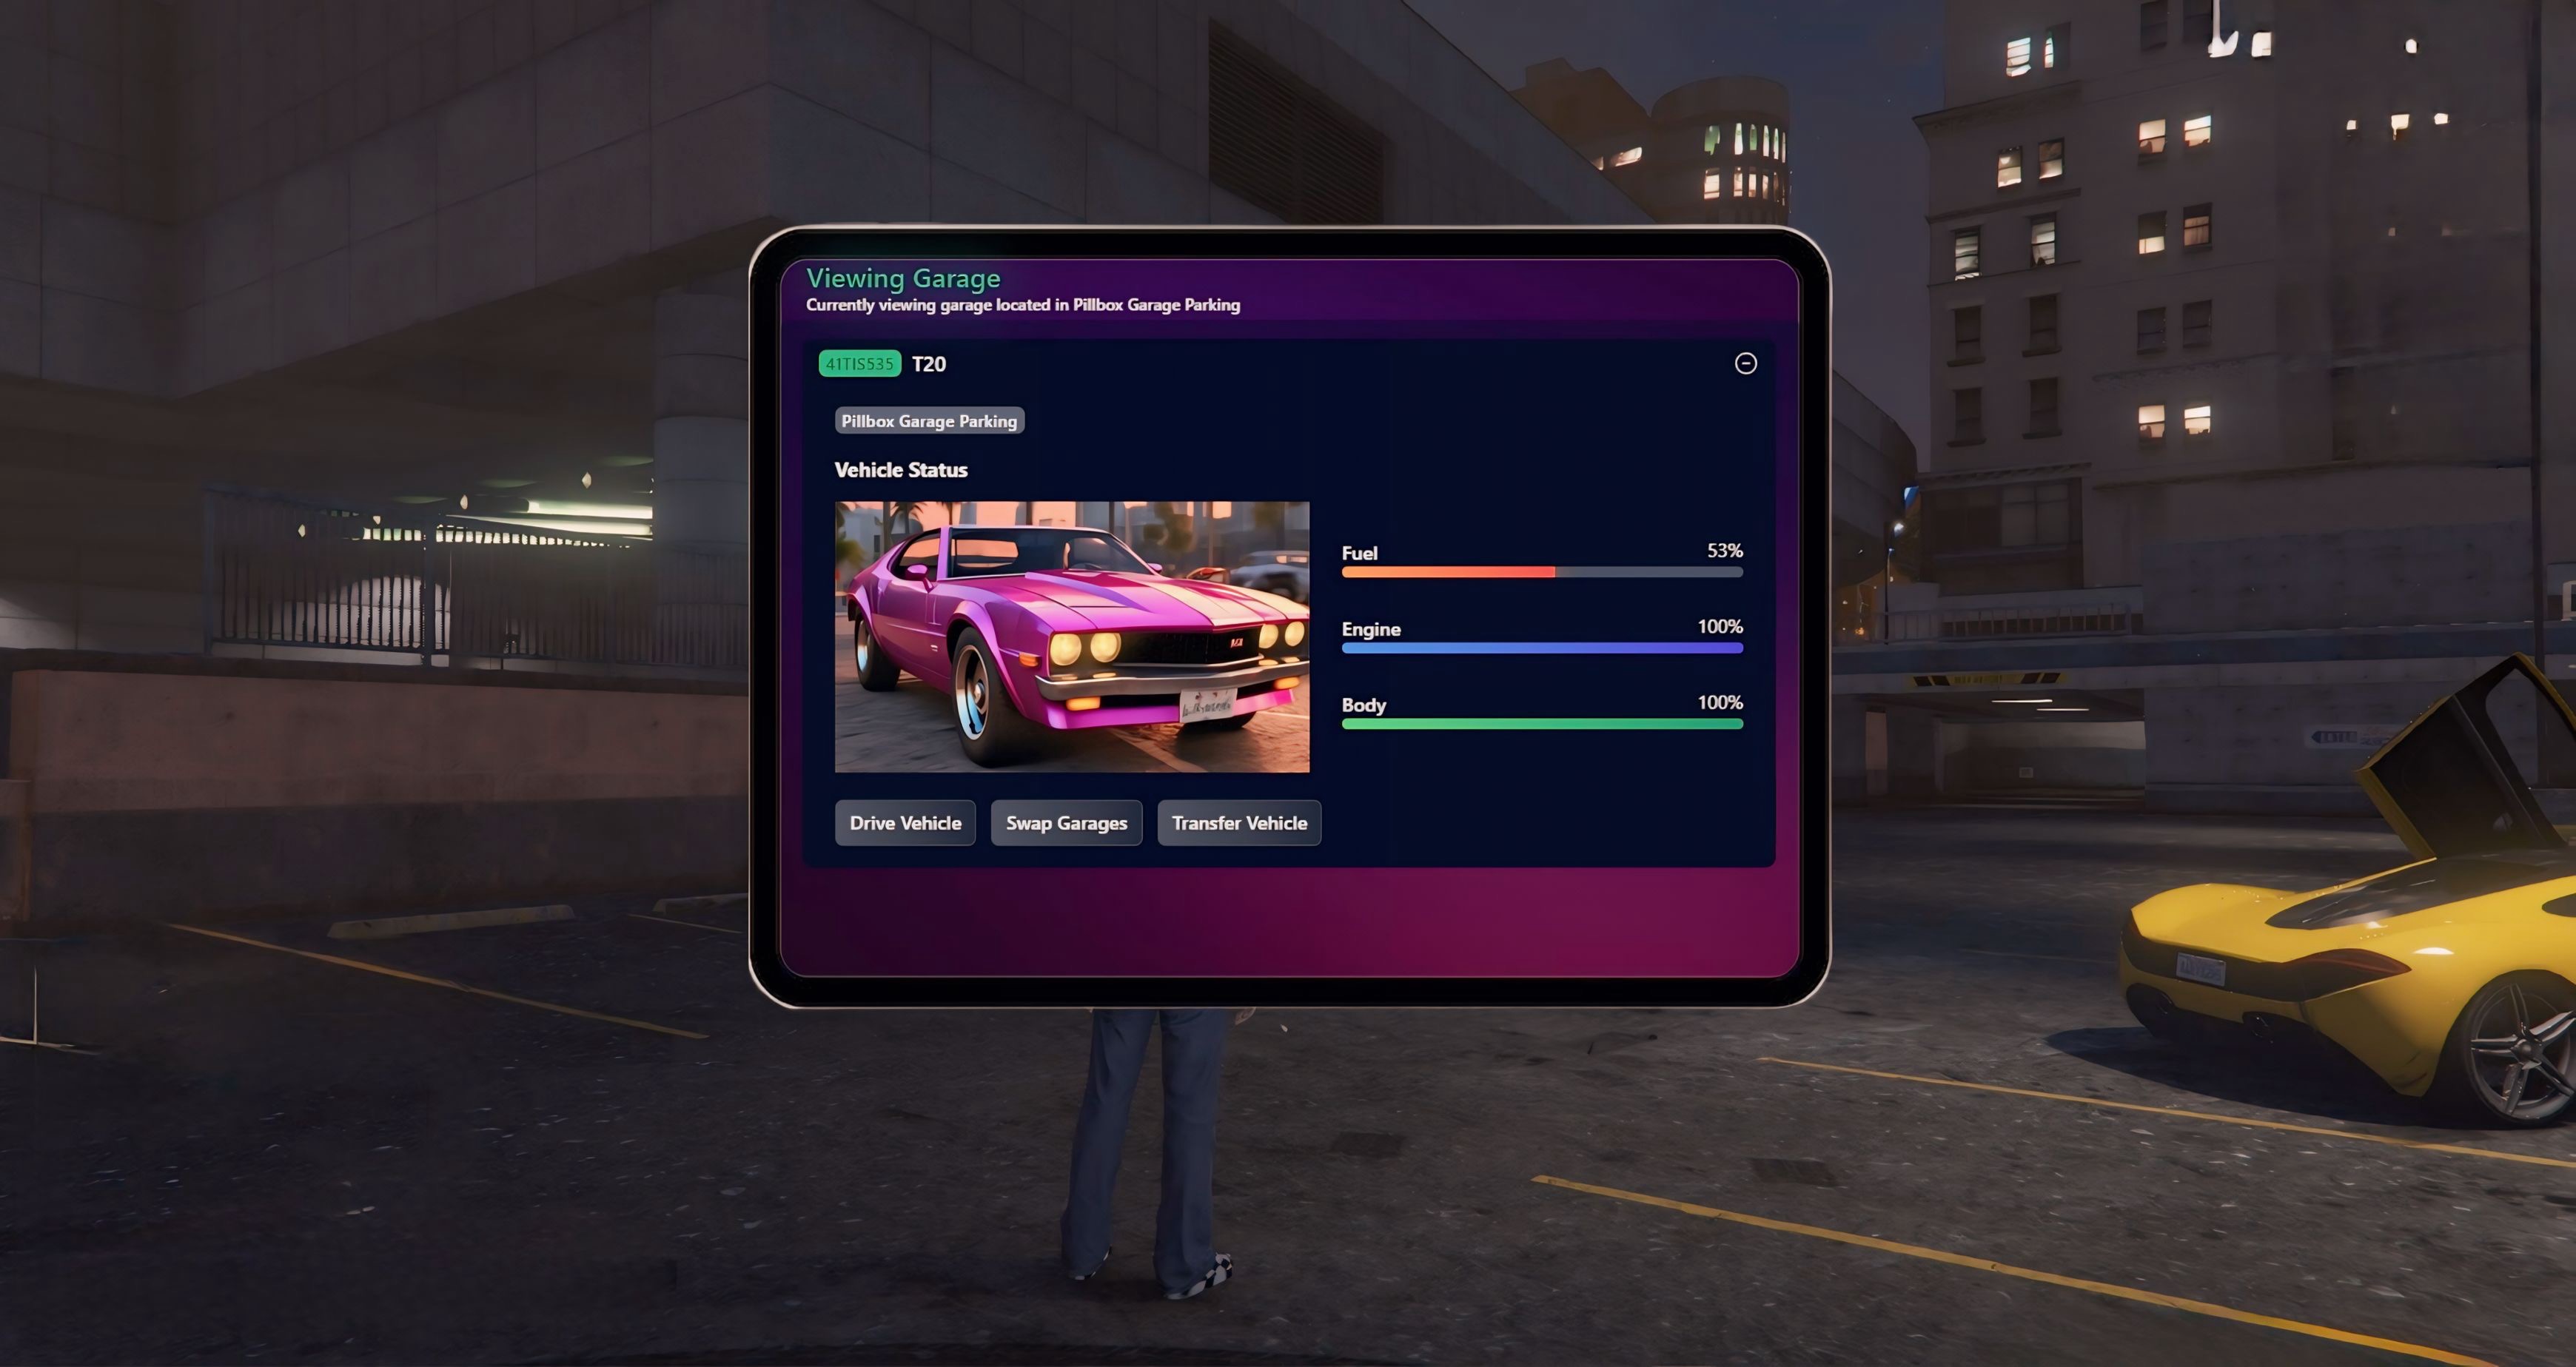 Viewing Garage
Currently viewing garage located in Pillbox Garage Parking
41TIS535 T20
Pillbox Garage Parking
Vehicle Status
Fuel 53%
Engine 100%
Body 100%
Drive Vehicle Swap Garages Transfer Vehicle
ENTER